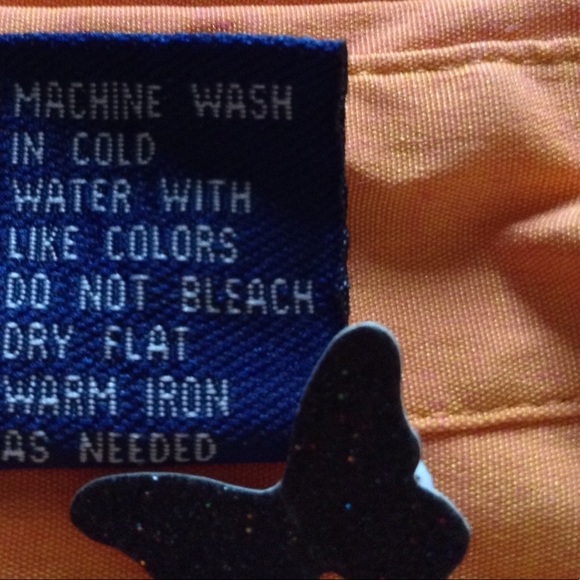 MACHINE WASH
IN COLD
WATER WITH
LIKE COLORS
DO NOT BLEACH
DRY FLAT
WARM IRON
AS NEEDED